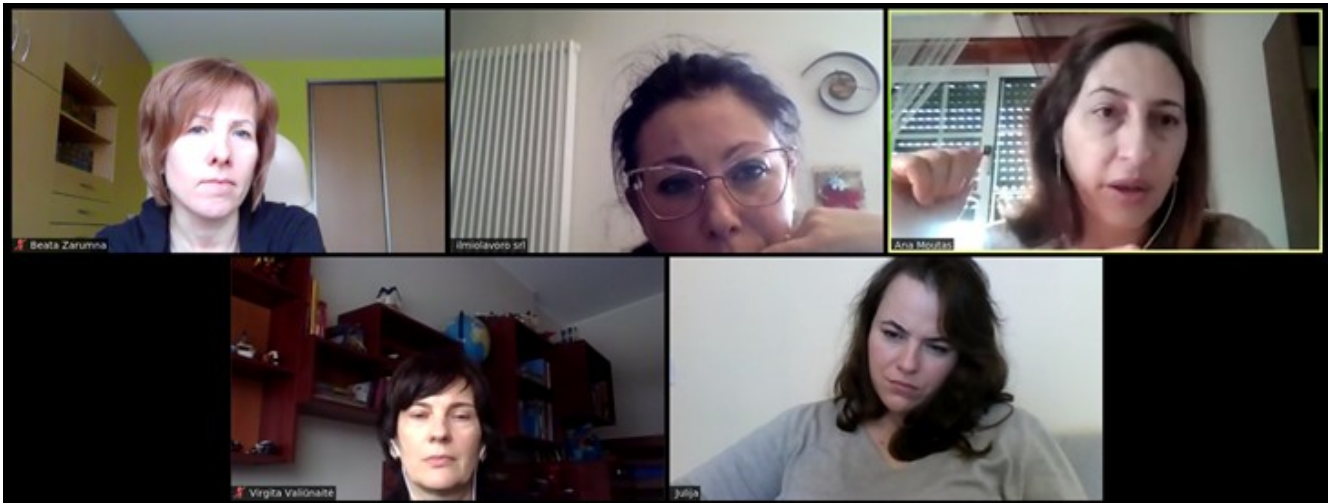 Beata Zarumna
ilmiolavoro srl
Ana Moutas
Virgita Valiūnaitė
Julija